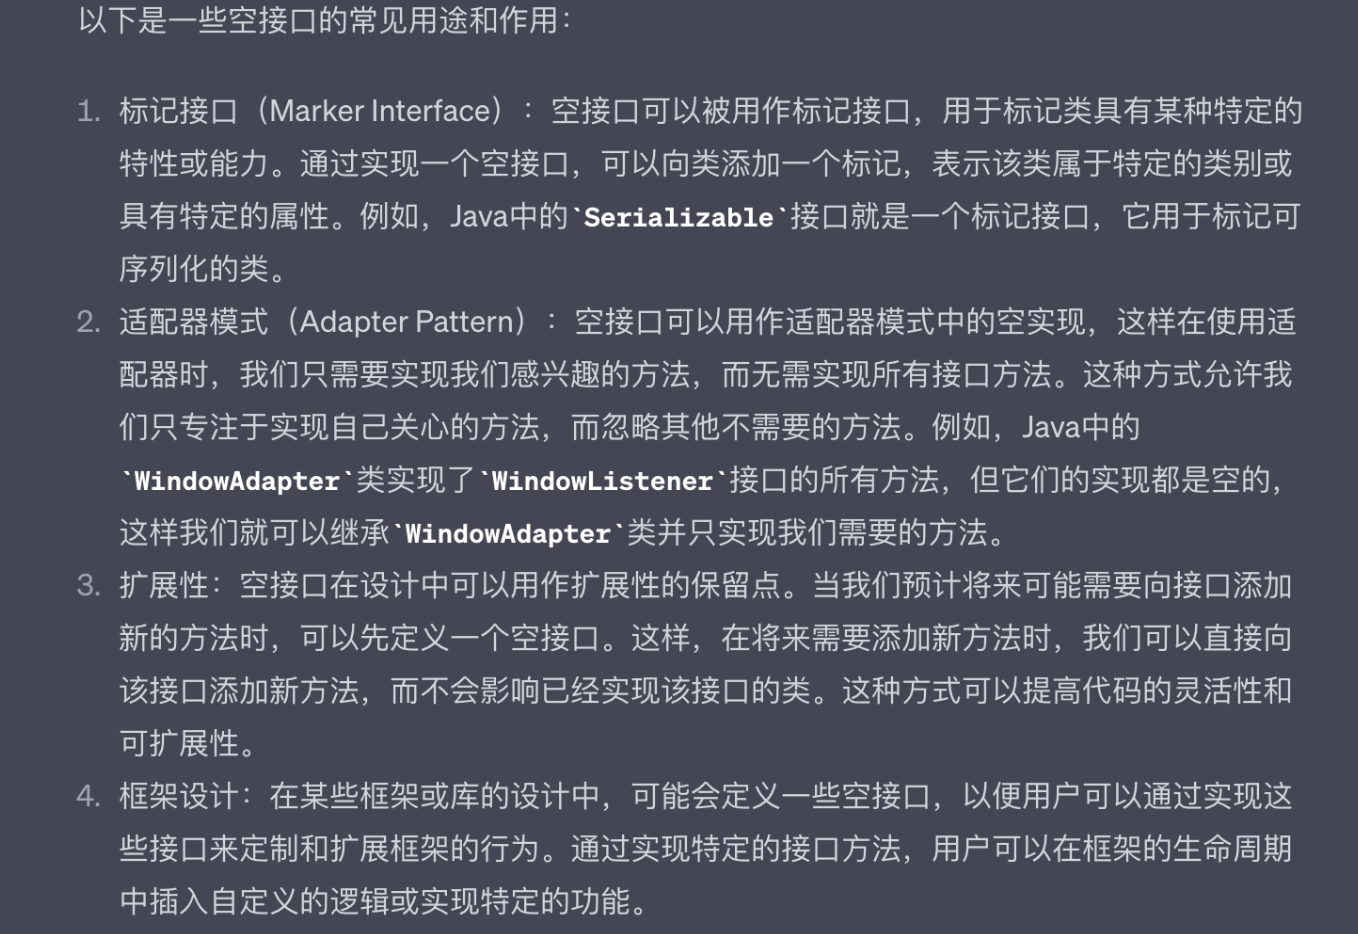 以下是一些空接口的常见用途和作用：
1. 标记接口（Marker Interface）：空接口可以被用作标记接口，用于标记类具有某种特定的
特性或能力。通过实现一个空接口，可以向类添加一个标记，表示该类属于特定的类别或
具有特定的属性。例如，Java中的`Serializable`接口就是一个标记接口，它用于标记可
序列化的类。
2. 适配器模式（Adapter Pattern）：空接口可以用作适配器模式中的空实现，这样在使用适
配器时，我们只需要实现我们感兴趣的方法，而无需实现所有接口方法。这种方式允许我
们只专注于实现自己关心的方法，而忽略其他不需要的方法。例如，Java中的
`WindowAdapter`类实现了`WindowListener`接口的所有方法，但它们的实现都是空的，
这样我们就可以继承`WindowAdapter`类并只实现我们需要的方法。
3. 扩展性：空接口在设计中可以用作扩展性的保留点。当我们预计将来可能需要向接口添加
新的方法时，可以先定义一个空接口。这样，在将来需要添加新方法时，我们可以直接向
该接口添加新方法，而不会影响已经实现该接口的类。这种方式可以提高代码的灵活性和
可扩展性。
4. 框架设计：在某些框架或库的设计中，可能会定义一些空接口，以便用户可以通过实现这
些接口来定制和扩展框架的行为。通过实现特定的接口方法，用户可以在框架的生命周期
中插入自定义的逻辑或实现特定的功能。